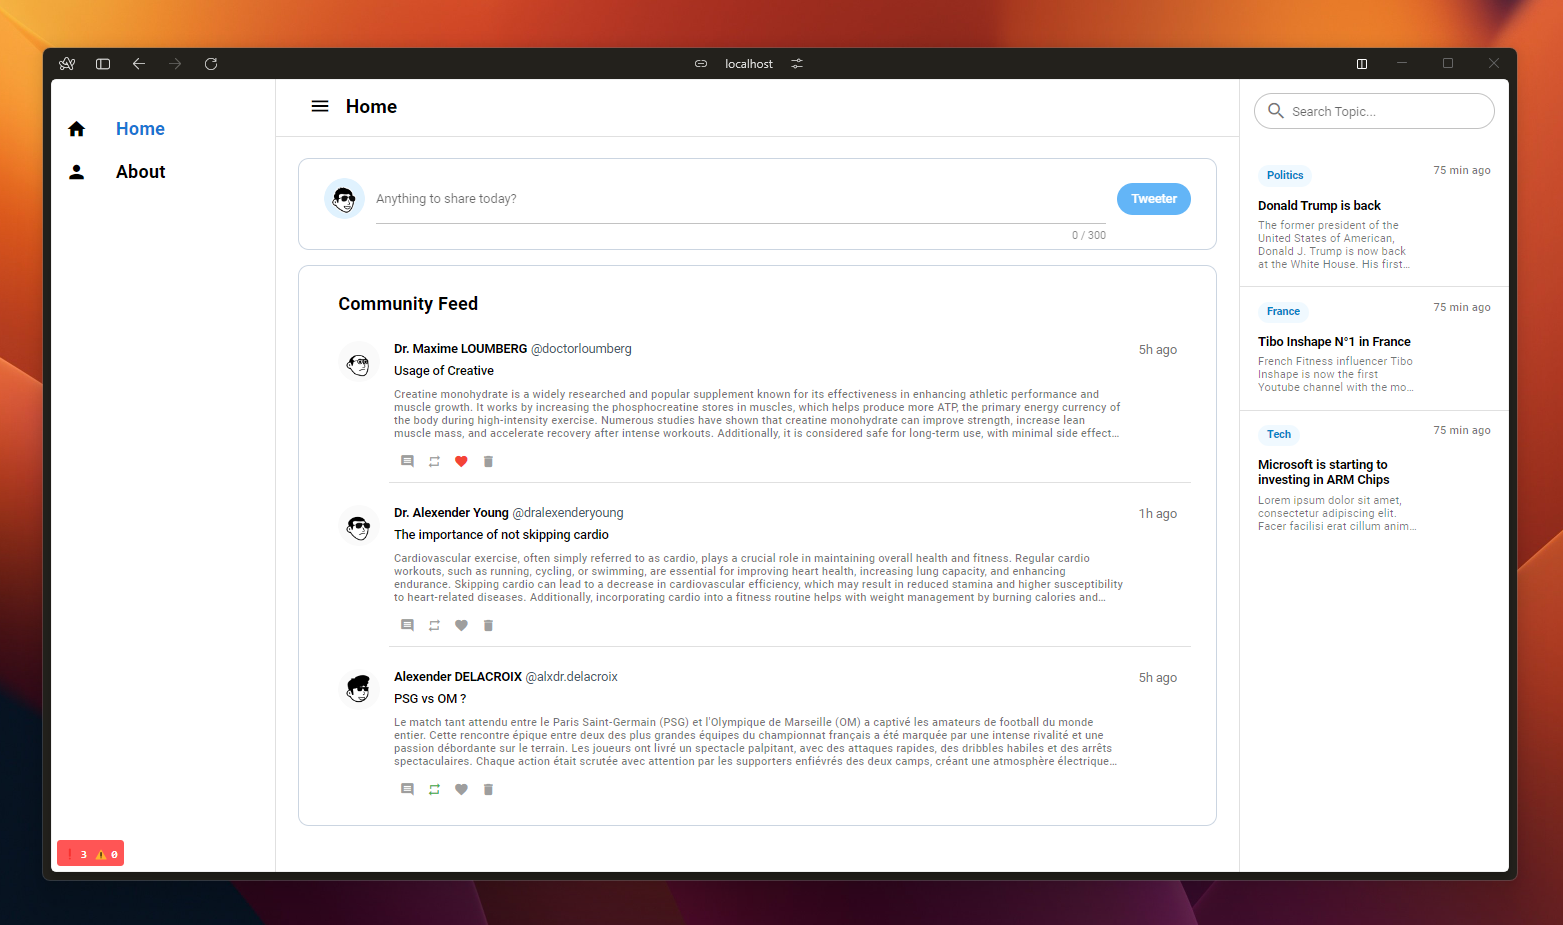 localhost
Home
About
Home
Anything to share today?
Tweeter
0 / 300
Community Feed
Dr. Maxime LOUMBERG @doctorloumberg
5h ago
Usage of Creative
Creatine monohydrate is a widely researched and popular supplement known for its effectiveness in enhancing athletic performance and
muscle growth. It works by increasing the phosphocreatine stores in muscles, which helps produce more ATP, the primary energy currency of
the body during high-intensity exercise. Numerous studies have shown that creatine monohydrate can improve strength, increase lean
muscle mass, and accelerate recovery after intense workouts. Additionally, it is considered safe for long-term use, with minimal side effect...
Dr. Alexender Young @dralexenderyoung
1h ago
The importance of not skipping cardio
Cardiovascular exercise, often simply referred to as cardio, plays a crucial role in maintaining overall health and fitness. Regular cardio
workouts, such as running, cycling, or swimming, are essential for improving heart health, increasing lung capacity, and enhancing
endurance. Skipping cardio can lead to a decrease in cardiovascular efficiency, which may result in reduced stamina and higher susceptibility
to heart-related diseases. Additionally, incorporating cardio into a fitness routine helps with weight management by burning calories and...
Alexender DELACROIX @alxdr.delacroix
5h ago
PSG vs OM ?
Le match tant attendu entre le Paris Saint-Germain (PSG) et l'Olympique de Marseille (OM) a captivé les amateurs de football du monde
entier. Cette rencontre épique entre deux des plus grandes équipes du championnat français a été marquée par une intense rivalité et une
passion débordante sur le terrain. Les joueurs ont livré un spectacle palpitant, avec des attaques rapides, des dribbles habiles et des arrêts
spectaculaires. Chaque action était scrutée avec attention par les supporters enfiévrés des deux camps, créant une atmosphère électrique...
Search Topic...
Politics
75 min ago
Donald Trump is back
The former president of the
United States of American,
Donald J. Trump is now back
at the White House. His first...
France
75 min ago
Tibo Inshape N°1 in France
French Fitness influencer Tibo
Inshape is now the first
Youtube channel with the mo...
Tech
75 min ago
Microsoft is starting to
investing in ARM Chips
Lorem ipsum dolor sit amet,
consectetur adipiscing elit.
Facer facilisi erat cillum anim...
3 0